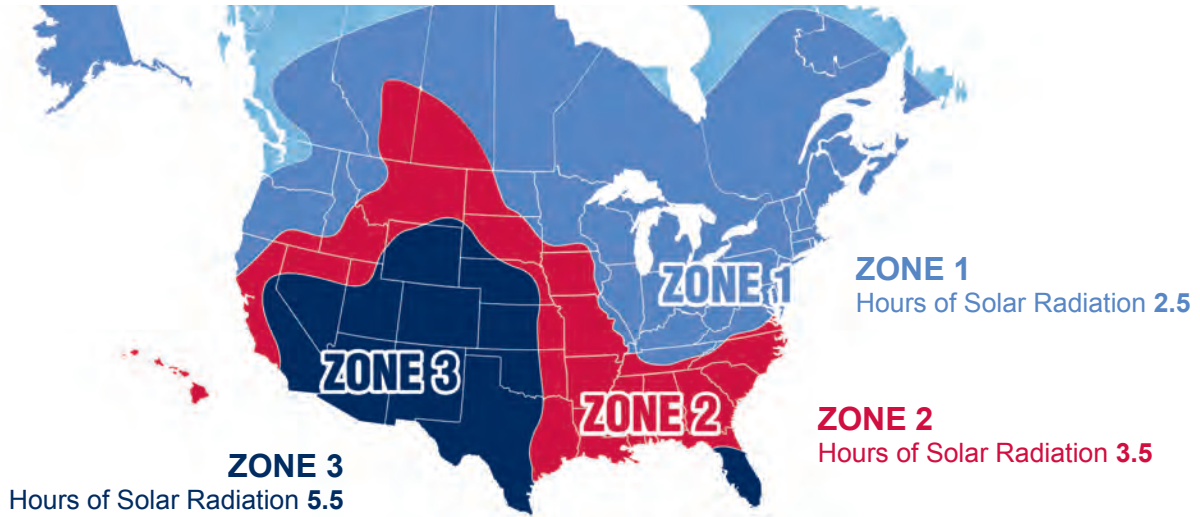 ZONE 1
ZONE 1
Hours of Solar Radiation 2.5
ZONE 3
ZONE 2
ZONE 2
Hours of Solar Radiation 3.5
ZONE 3
Hours of Solar Radiation 5.5